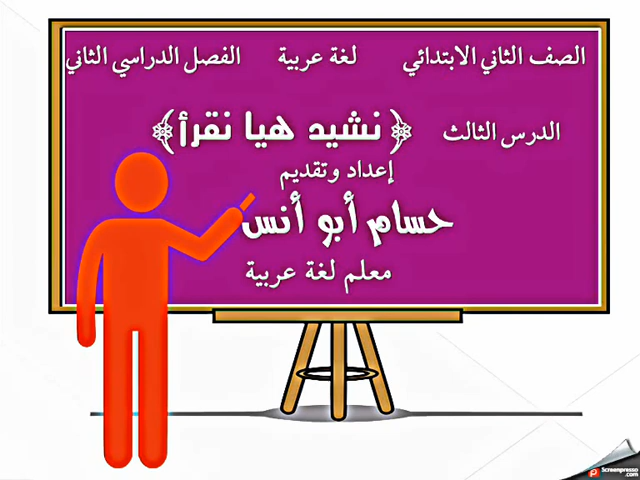 الصف الثاني الابتدائي لغة عربية الفصل الدراسي الثاني
الدرس الثالث ﴿ نشيد هيا نقرأ ﴾
إعداد وتقديم
حسام أبو أنس
معلم لغة عربية
Screenpresso
.com